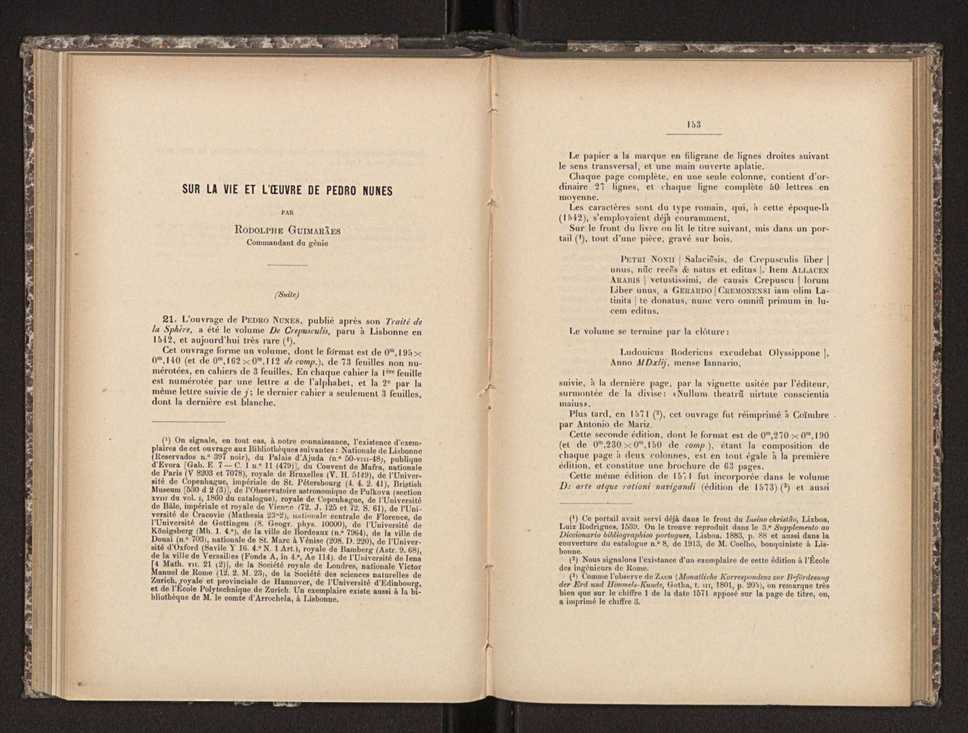 SUR LA VIE ET L'ŒUVRE DE PEDRO NUNES
PAR
RODOLPHE GUIMARÃES
Commandant du génie
(Suite)
21. L'ouvrage de PEDRO NUNES, publié après son Traité de
la Sphère, a été le volume De Crepusculis, paru à Lisbonne en
1542, et aujourd'hui très rare (¹).
Cet ouvrage forme un volume, dont le format est de 0ᵐ,195×
0ᵐ,140 (et de 0ᵐ,162×0ᵐ,112 de comp.), de 73 feuilles non nu-
mérotées, en cahiers de 3 feuilles. En chaque cahier la 1ère feuille
est numérotée par une lettre a de l'alphabet, et la 2ᵉ par la
même lettre suivie de j; le dernier cahier a seulement 3 feuilles,
dont la dernière est blanche.
(¹) On signale, en tout cas, à notre connaissance, l'existence d'exem-
plaires de cet ouvrage aux Bibliothèques suivantes: Nationale de Lisbonne
(Reservados n.º 397 noir), du Palais d'Ajuda (n.º 50-VIII-48), publique
d'Evora [Gab. E. 7 — C. 1 n.º 11 (479)], du Couvent de Mafra, nationale
de Paris (V 8203 et 7078), royale de Bruxelles (V. H. 5149), de l'Univer-
sité de Copenhague, impériale de St. Pétersbourg (4. 4. 2. 41), Bristish
Museum [530 d 2 (3)], de l'Observatoire astronomique de Pulkova (section
XVIII du vol. I, 1860 du catalogue), royale de Copenhague, de l'Université
de Bâle, impériale et royale de Vienne (72. J. 125 et 72. S. 61), de l'Uni-
versité de Cracovie (Mathesis 23ª2), nationale centrale de Florence, de
l'Université de Gottingen (8. Geogr. phys. 10000), de l'Université de
Königsberg (Mb. 1. 4.º), de la ville de Bordeaux (n.º 7964), de la ville de
Douai (n.º 703), nationale de St. Marc à Vénise (208. D. 220), de l'Univer-
sité d'Oxford (Savile Y 16. 4.º N. 1 Art.), royale de Bamberg (Astr. 9. 68),
de la ville de Versailles (Fonds A, in 4.º, Ae 114). de l'Université de Iena
[4 Math. VII. 21 (2)], de la Société royale de Londres, nationale Victor
Manuel de Rome (12. 2. M. 23), de la Société des sciences naturelles de
Zurich, royale et provinciale de Hannover, de l'Université d'Edinbourg,
et de l'École Polytechnique de Zurich. Un exemplaire existe aussi à la bi-
bliothèque de M. le comte d'Arrochela, à Lisbonne.
153
Le papier a la marque en filigrane de lignes droites suivant
le sens transversal, et une main ouverte aplatie.
Chaque page complète, en une seule colonne, contient d'or-
dinaire 27 lignes, et chaque ligne complète 50 lettres en
moyenne.
Les caractères sont du type romain, qui, à cette époque-là
(1542), s'employaient déjà couramment.
Sur le front du livre on lit le titre suivant, mis dans un por-
tail (¹), tout d'une pièce, gravé sur bois.
PETRI NONII | Salaciẽsis, de Crepusculis liber |
unus, nũc recẽs & natus et editus |. Item ALLACEN
ARABIS | vetustissimi, de causis Crepuscu | lorum
Liber unus, a GERARDO | CREMONENSI iam olim La-
tinita | te donatus, nunc vero omniũ primum in lu-
cem editus.
Le volume se termine par la clôture:
Ludouicus Rodericus excudebat Olyssippone |,
Anno MDxlij, mense Iannario,
suivie, à la dernière page, par la vignette usitée par l'éditeur,
surmontée de la divise: «Nullum theatrũ uirtute conscientia
maius».
Plus tard, en 1571 (²), cet ouvrage fut réimprimé à Coïmbre
par Antonio de Mariz.
Cette seconde édition, dont le format est de 0ᵐ,270×0ᵐ,190
(et de 0ᵐ,230×0ᵐ,150 de comp.), étant la composition de
chaque page à deux colonnes, est en tout égale à la première
édition, et constitue une brochure de 63 pages.
Cette même édition de 1571 fut incorporée dans le volume
De arte atque rationi navigandi (édition de 1573) (³) et aussi
(¹) Ce portail avait servi déjà dans le front du Insino christão, Lixboa,
Luiz Rodrigues, 1539. On le trouve reproduit dans le 3.º Supplemento ao
Diccionario bibliographico portuguez, Lisboa, 1883, p. 88 et aussi dans la
couverture du catalogue n.º 8, de 1913, de M. Coelho, bouquiniste à Lis-
bonne.
(²) Nous signalons l'existance d'un exemplaire de cette édition à l'École
des ingénieurs de Rome.
(³) Comme l'observe de ZACH (Monatliche Korrespondenz zur Beförderung
der Erd und Himmels-Kunde, Gotha, t. III, 1801, p. 205), on remarque très
bien que sur le chiffre 1 de la date 1571 apposé sur la page de titre, on,
a imprimé le chiffre 3.